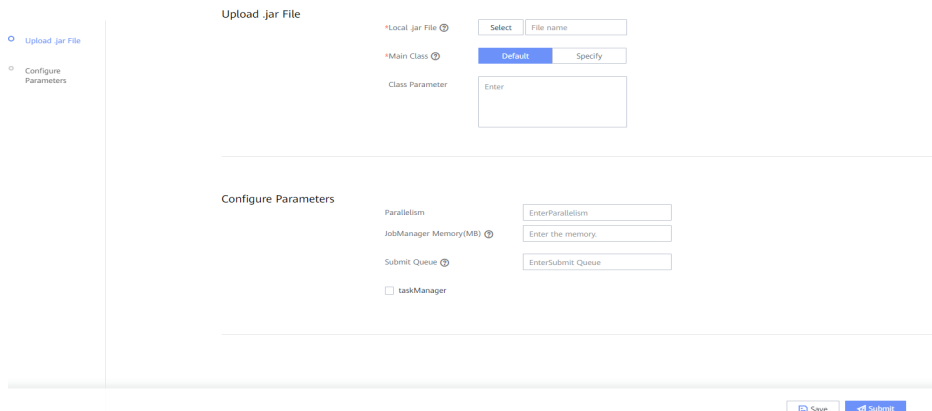 Upload .jar File
*Local .jar File ? Select File name
Upload .jar File
*Main Class ? Default Specify
Configure
Parameters
Class Parameter Enter
Configure Parameters
Parallelism EnterParallelism
JobManager Memory(MB) ? Enter the memory.
Submit Queue ? EnterSubmit Queue
taskManager
Save Submit